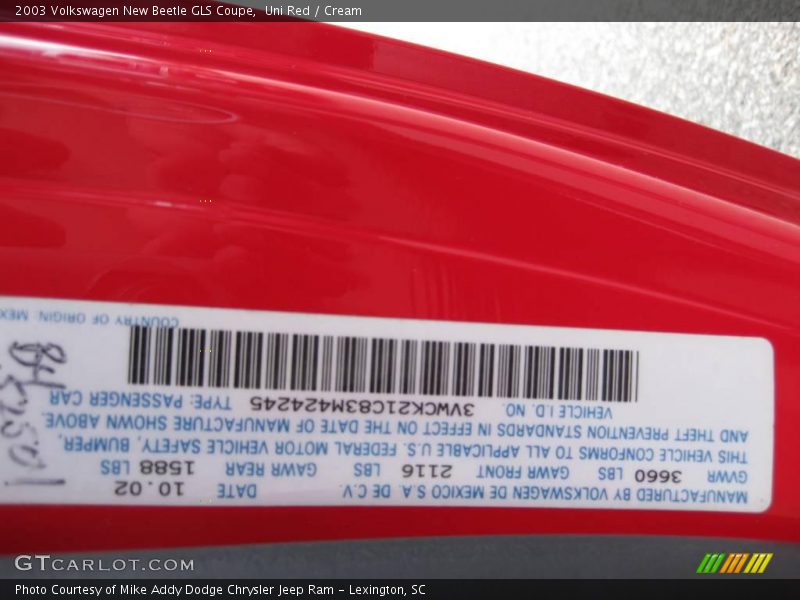 2003 Volkswagen New Beetle GLS Coupe,  Uni Red / Cream
MANUFACTURED BY VOLKSWAGEN DE MEXICO S.A. DE C.V. DATE 10.02
GVWR 3660 LBS GAWR FRONT 2116 LBS GAWR REAR 1588 LBS
THIS VEHICLE CONFORMS TO ALL APPLICABLE U.S. FEDERAL MOTOR VEHICLE SAFETY, BUMPER,
AND THEFT PREVENTION STANDARDS IN EFFECT ON THE DATE OF MANUFACTURE SHOWN ABOVE.
VEHICLE I.D. NO. 3VWCK21C83M424245 TYPE: PASSENGER CAR
COUNTRY OF ORIGIN: MEX
GTCARLOT.COM
Photo Courtesy of Mike Addy Dodge Chrysler Jeep Ram – Lexington, SC